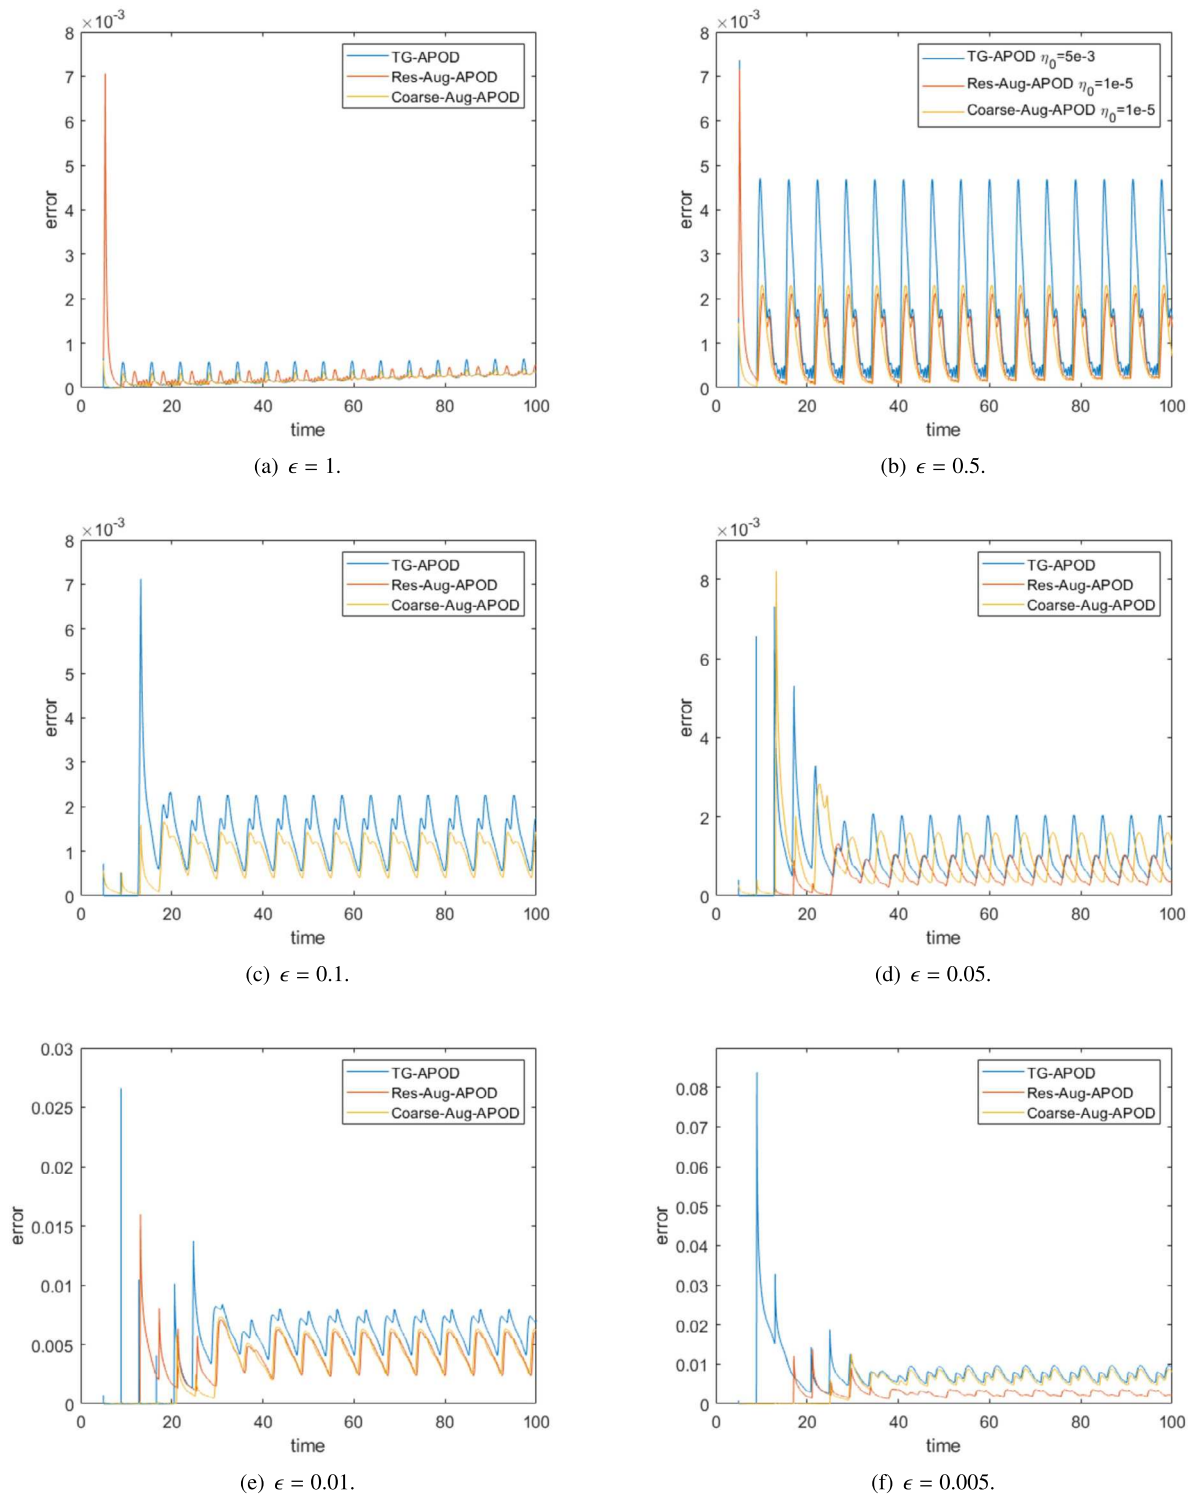 ×10⁻³
8
7
6
5
4
3
2
1
0
error
0 20 40 60 80 100
time
TG-APOD
Res-Aug-APOD
Coarse-Aug-APOD
(a) ϵ = 1.
×10⁻³
8
7
6
5
4
3
2
1
0
error
0 20 40 60 80 100
time
TG-APOD η₀=5e-3
Res-Aug-APOD η₀=1e-5
Coarse-Aug-APOD η₀=1e-5
(b) ϵ = 0.5.
×10⁻³
8
7
6
5
4
3
2
1
0
error
0 20 40 60 80 100
time
TG-APOD
Res-Aug-APOD
Coarse-Aug-APOD
(c) ϵ = 0.1.
×10⁻³
8
6
4
2
0
error
0 20 40 60 80 100
time
TG-APOD
Res-Aug-APOD
Coarse-Aug-APOD
(d) ϵ = 0.05.
0.03
0.025
0.02
0.015
0.01
0.005
0
error
0 20 40 60 80 100
time
TG-APOD
Res-Aug-APOD
Coarse-Aug-APOD
(e) ϵ = 0.01.
0.08
0.07
0.06
0.05
0.04
0.03
0.02
0.01
0
error
0 20 40 60 80 100
time
TG-APOD
Res-Aug-APOD
Coarse-Aug-APOD
(f) ϵ = 0.005.